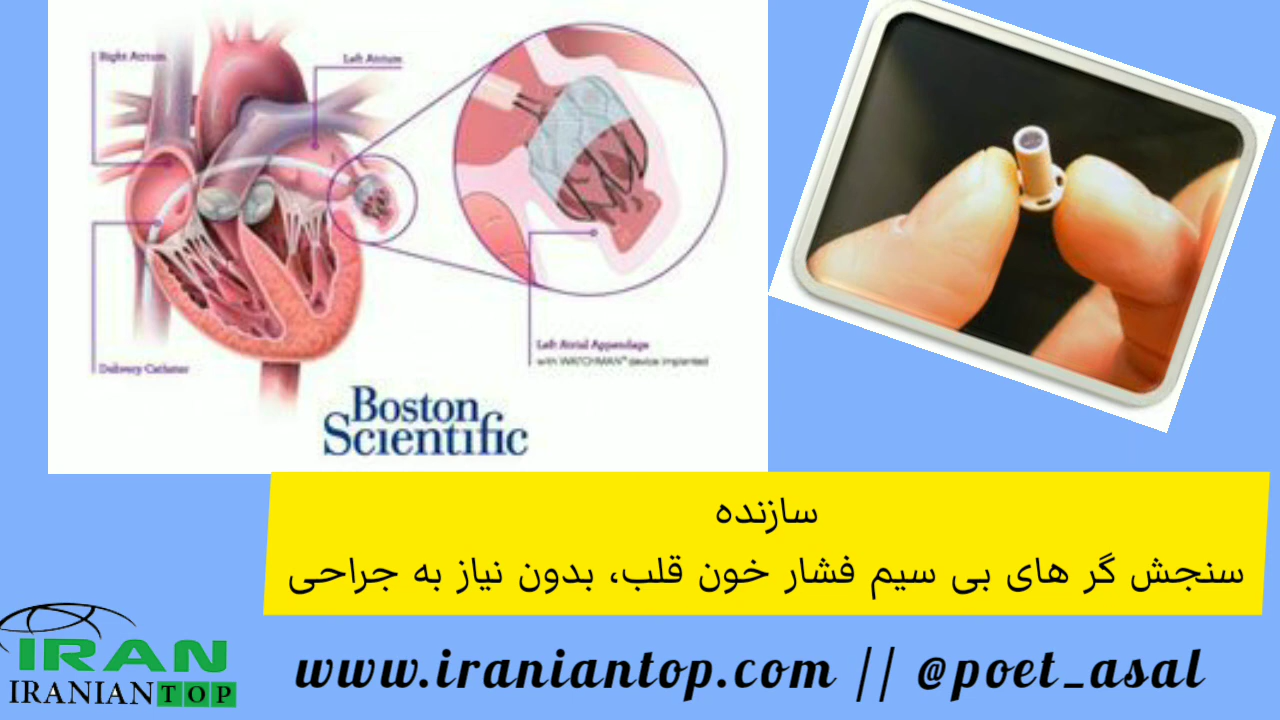 Right Atrium
Left Atrium
Delivery Catheter
Left Atrial Appendage
with WATCHMAN™ device implanted
Boston
Scientific
سازنده
سنجش گر های بی سیم فشار خون قلب، بدون نیاز به جراحی
IRAN
IRANIANTOP
www.iraniantop.com // @poet_asal